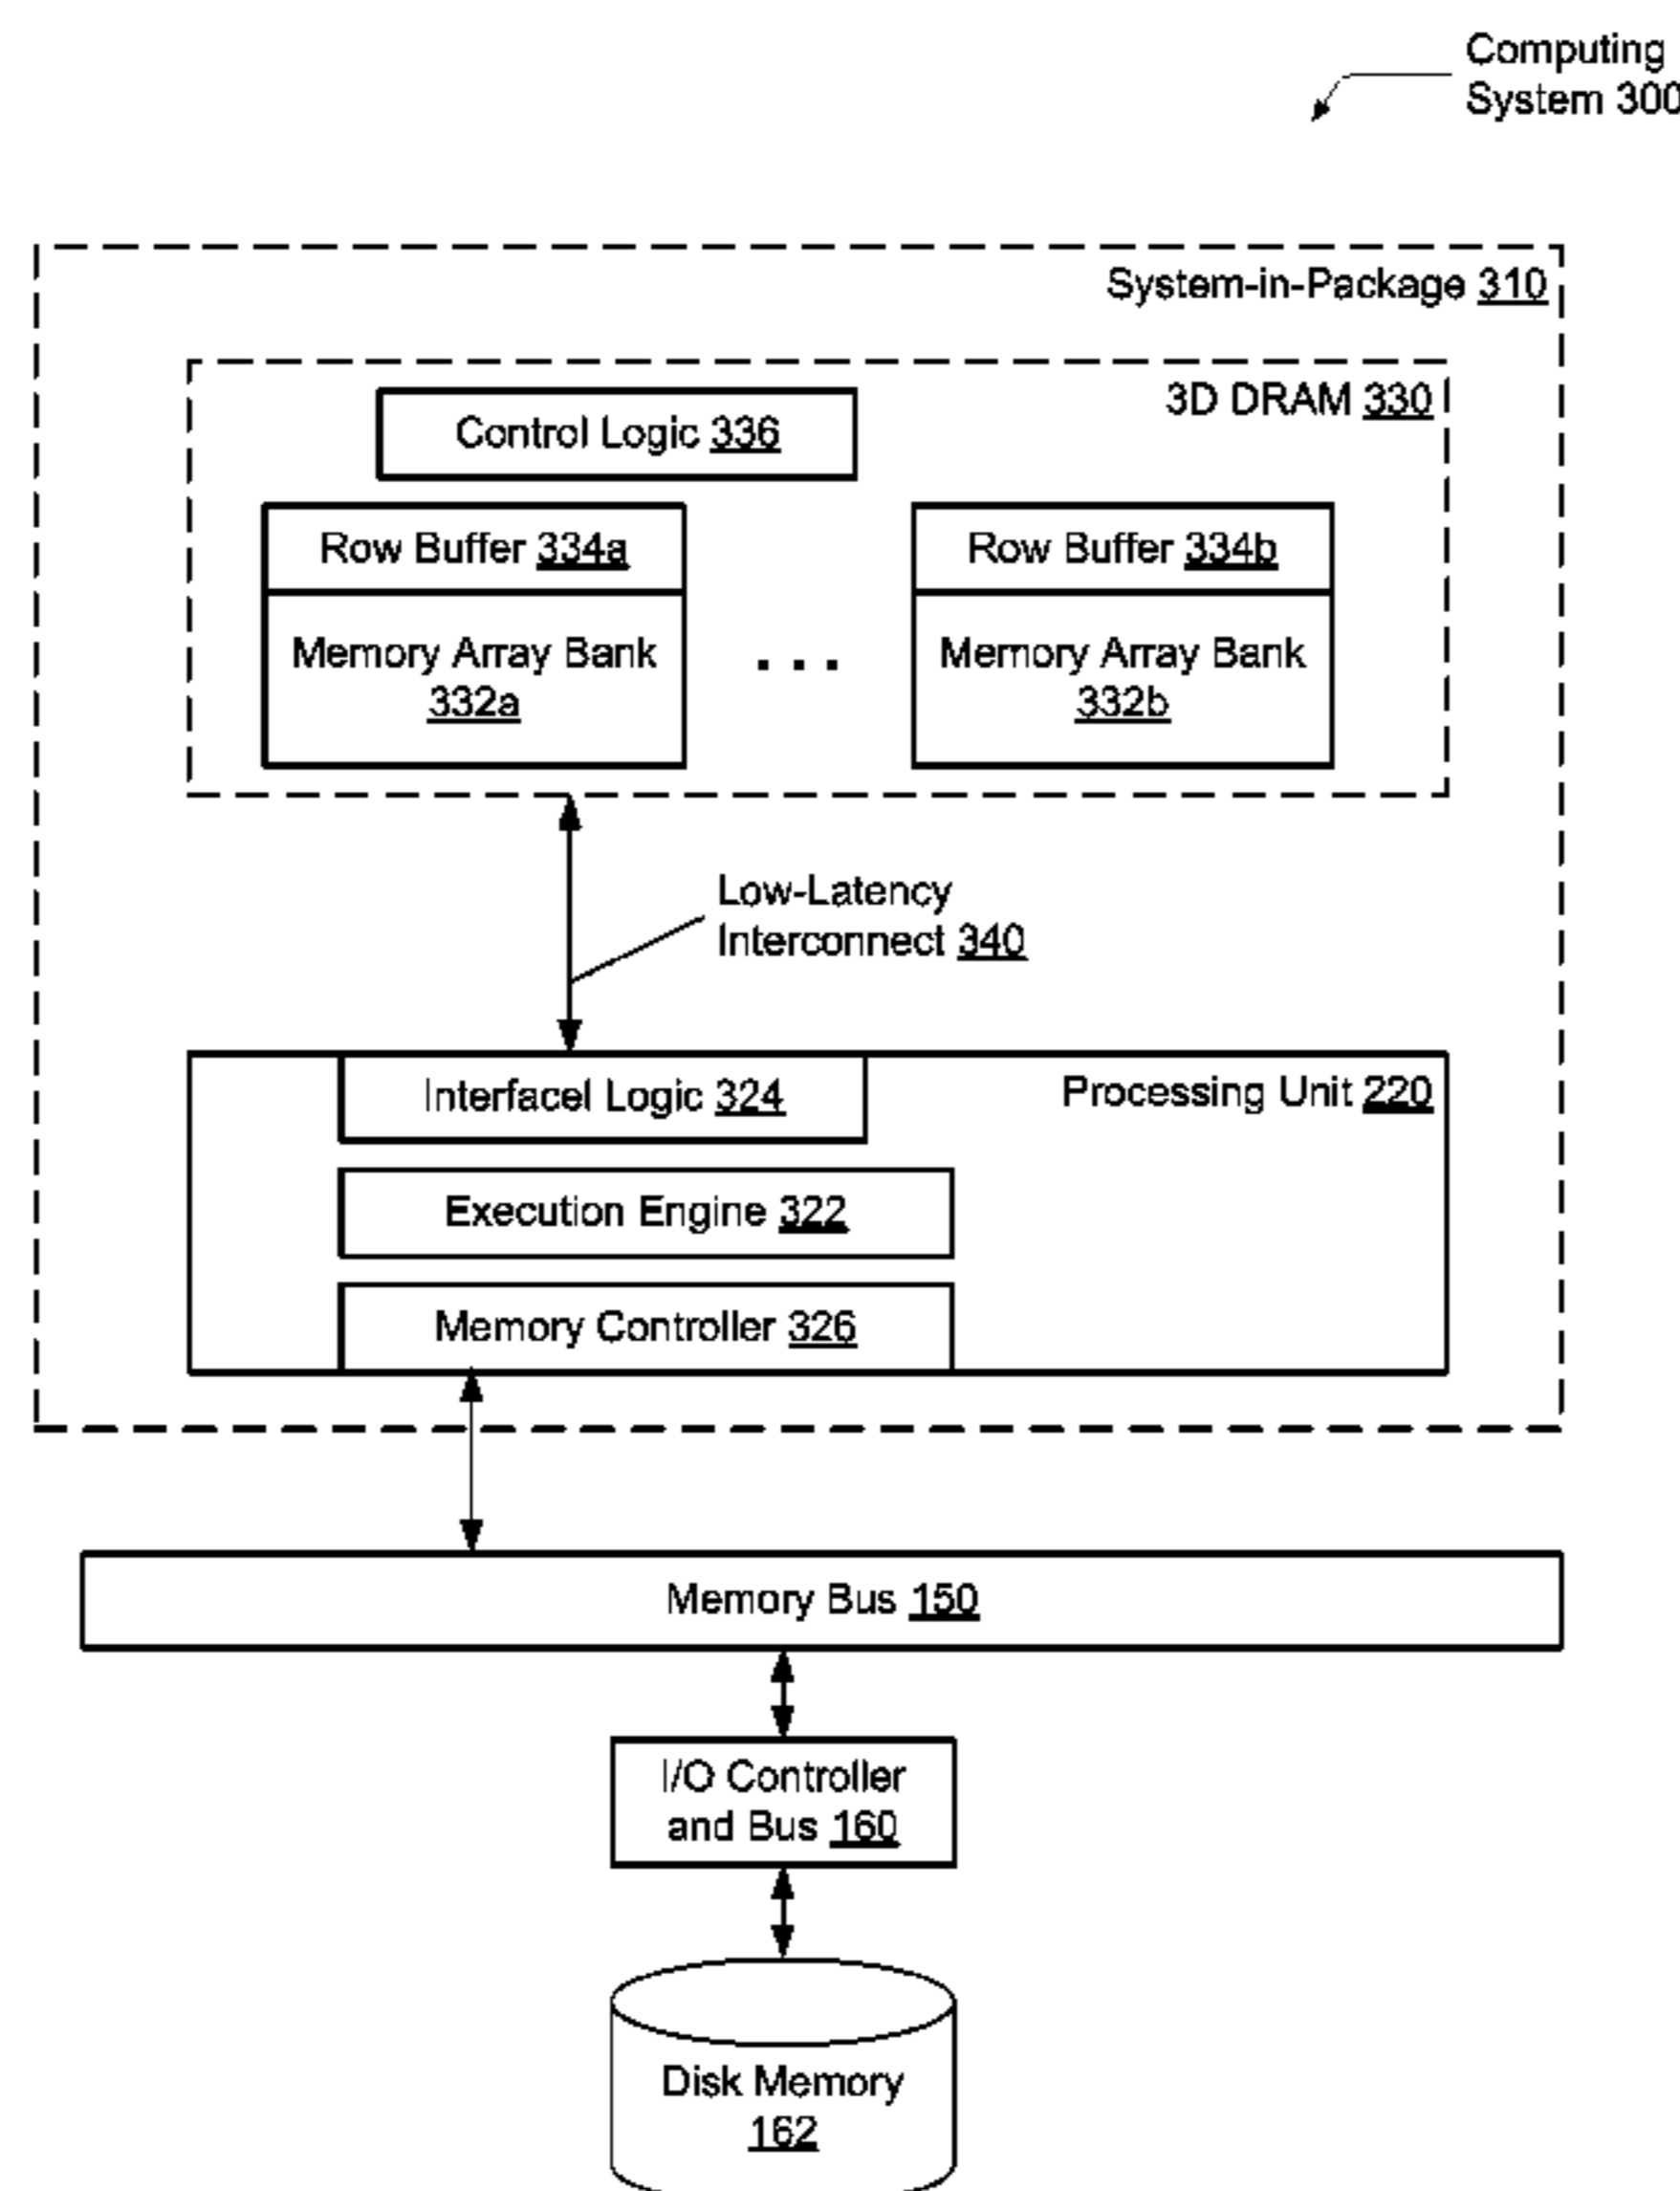 Computing
System 300
System-in-Package 310
3D DRAM 330
Control Logic 336
Row Buffer 334a
Row Buffer 334b
Memory Array Bank
332a
. . .
Memory Array Bank
332b
Low-Latency
Interconnect 340
Interfacel Logic 324
Processing Unit 220
Execution Engine 322
Memory Controller 326
Memory Bus 150
I/O Controller
and Bus 160
Disk Memory
162